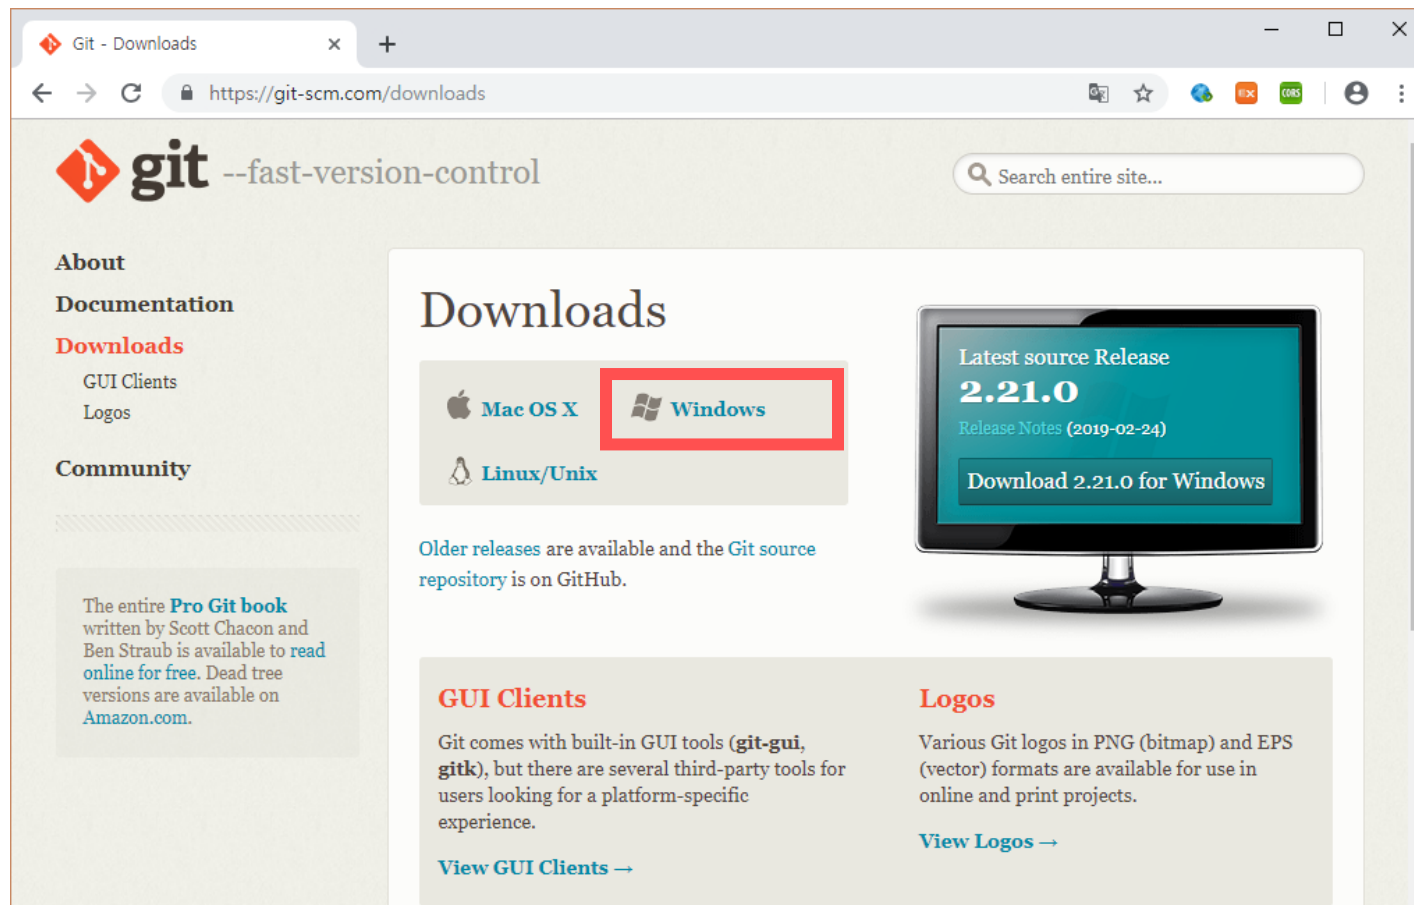 Git - Downloads
https://git-scm.com/downloads
CORS
git --fast-version-control
Search entire site...
About
Documentation
Downloads
GUI Clients
Logos
Community
The entire Pro Git book
written by Scott Chacon and
Ben Straub is available to read
online for free. Dead tree
versions are available on
Amazon.com.
Downloads
Mac OS X
Windows
Linux/Unix
Older releases are available and the Git source
repository is on GitHub.
Latest source Release
2.21.0
Release Notes (2019-02-24)
Download 2.21.0 for Windows
GUI Clients
Git comes with built-in GUI tools (git-gui,
gitk), but there are several third-party tools for
users looking for a platform-specific
experience.
View GUI Clients →
Logos
Various Git logos in PNG (bitmap) and EPS
(vector) formats are available for use in
online and print projects.
View Logos →